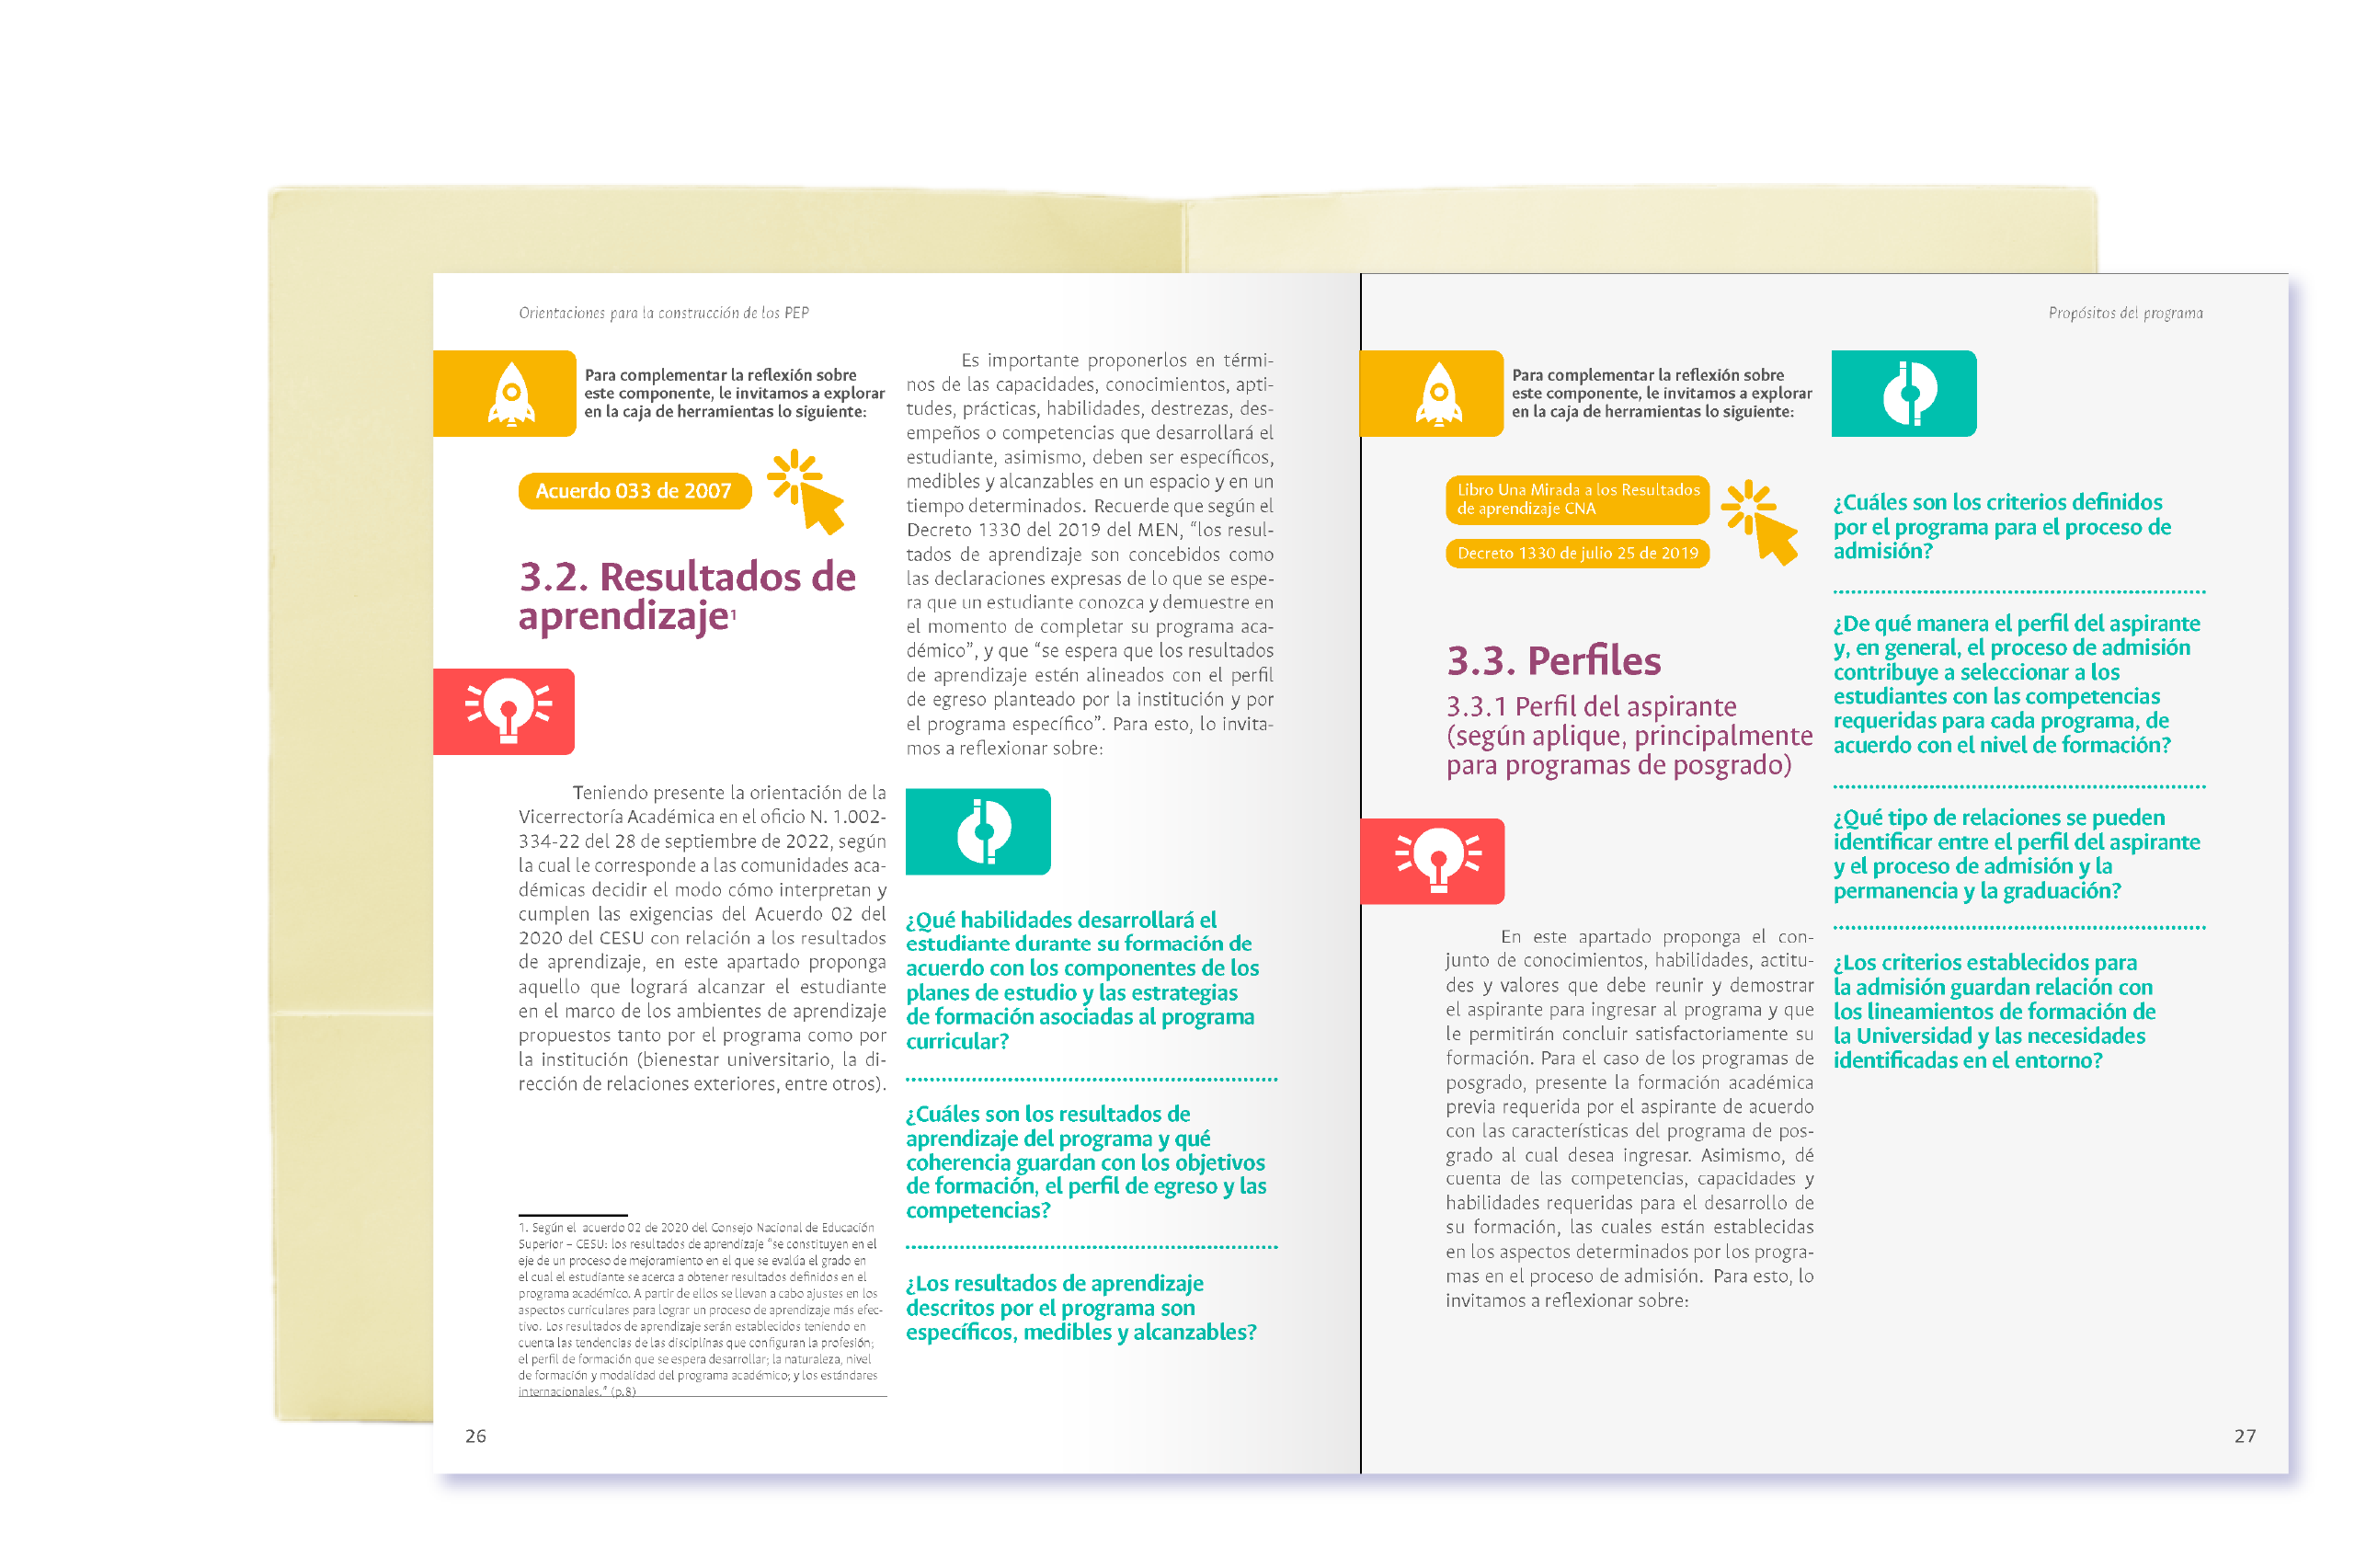 Orientaciones para la construcción de los PEP
Para complementar la reflexión sobre
este componente, le invitamos a explorar
en la caja de herramientas lo siguiente:
Acuerdo 033 de 2007
3.2. Resultados de
aprendizaje¹
Teniendo presente la orientación de la
Vicerrectoría Académica en el oficio N. 1.002-
334-22 del 28 de septiembre de 2022, según
la cual le corresponde a las comunidades aca-
démicas decidir el modo cómo interpretan y
cumplen las exigencias del Acuerdo 02 del
2020 del CESU con relación a los resultados
de aprendizaje, en este apartado proponga
aquello que logrará alcanzar el estudiante
en el marco de los ambientes de aprendizaje
propuestos tanto por el programa como por
la institución (bienestar universitario, la di-
rección de relaciones exteriores, entre otros).
1. Según el acuerdo 02 de 2020 del Consejo Nacional de Educación
Superior – CESU: los resultados de aprendizaje "se constituyen en el
eje de un proceso de mejoramiento en el que se evalúa el grado en
el cual el estudiante se acerca a obtener resultados definidos en el
programa académico. A partir de ellos se llevan a cabo ajustes en los
aspectos curriculares para lograr un proceso de aprendizaje más efec-
tivo. Los resultados de aprendizaje serán establecidos teniendo en
cuenta las tendencias de las disciplinas que configuran la profesión;
el perfil de formación que se espera desarrollar; la naturaleza, nivel
de formación y modalidad del programa académico; y los estándares
internacionales." (p.8)
26
Es importante proponerlos en térmi-
nos de las capacidades, conocimientos, apti-
tudes, prácticas, habilidades, destrezas, des-
empeños o competencias que desarrollará el
estudiante, asimismo, deben ser específicos,
medibles y alcanzables en un espacio y en un
tiempo determinados. Recuerde que según el
Decreto 1330 del 2019 del MEN, “los resul-
tados de aprendizaje son concebidos como
las declaraciones expresas de lo que se espe-
ra que un estudiante conozca y demuestre en
el momento de completar su programa aca-
démico”, y que “se espera que los resultados
de aprendizaje estén alineados con el perfil
de egreso planteado por la institución y por
el programa específico”. Para esto, lo invita-
mos a reflexionar sobre:
¿Qué habilidades desarrollará el
estudiante durante su formación de
acuerdo con los componentes de los
planes de estudio y las estrategias
de formación asociadas al programa
curricular?
¿Cuáles son los resultados de
aprendizaje del programa y qué
coherencia guardan con los objetivos
de formación, el perfil de egreso y las
competencias?
¿Los resultados de aprendizaje
descritos por el programa son
específicos, medibles y alcanzables?
Propósitos del programa
Para complementar la reflexión sobre
este componente, le invitamos a explorar
en la caja de herramientas lo siguiente:
Libro Una Mirada a los Resultados
de aprendizaje CNA
Decreto 1330 de julio 25 de 2019
3.3. Perfiles
3.3.1 Perfil del aspirante
(según aplique, principalmente
para programas de posgrado)
En este apartado proponga el con-
junto de conocimientos, habilidades, actitu-
des y valores que debe reunir y demostrar
el aspirante para ingresar al programa y que
le permitirán concluir satisfactoriamente su
formación. Para el caso de los programas de
posgrado, presente la formación académica
previa requerida por el aspirante de acuerdo
con las características del programa de pos-
grado al cual desea ingresar. Asimismo, dé
cuenta de las competencias, capacidades y
habilidades requeridas para el desarrollo de
su formación, las cuales están establecidas
en los aspectos determinados por los progra-
mas en el proceso de admisión. Para esto, lo
invitamos a reflexionar sobre:
¿Cuáles son los criterios definidos
por el programa para el proceso de
admisión?
¿De qué manera el perfil del aspirante
y, en general, el proceso de admisión
contribuye a seleccionar a los
estudiantes con las competencias
requeridas para cada programa, de
acuerdo con el nivel de formación?
¿Qué tipo de relaciones se pueden
identificar entre el perfil del aspirante
y el proceso de admisión y la
permanencia y la graduación?
¿Los criterios establecidos para
la admisión guardan relación con
los lineamientos de formación de
la Universidad y las necesidades
identificadas en el entorno?
27